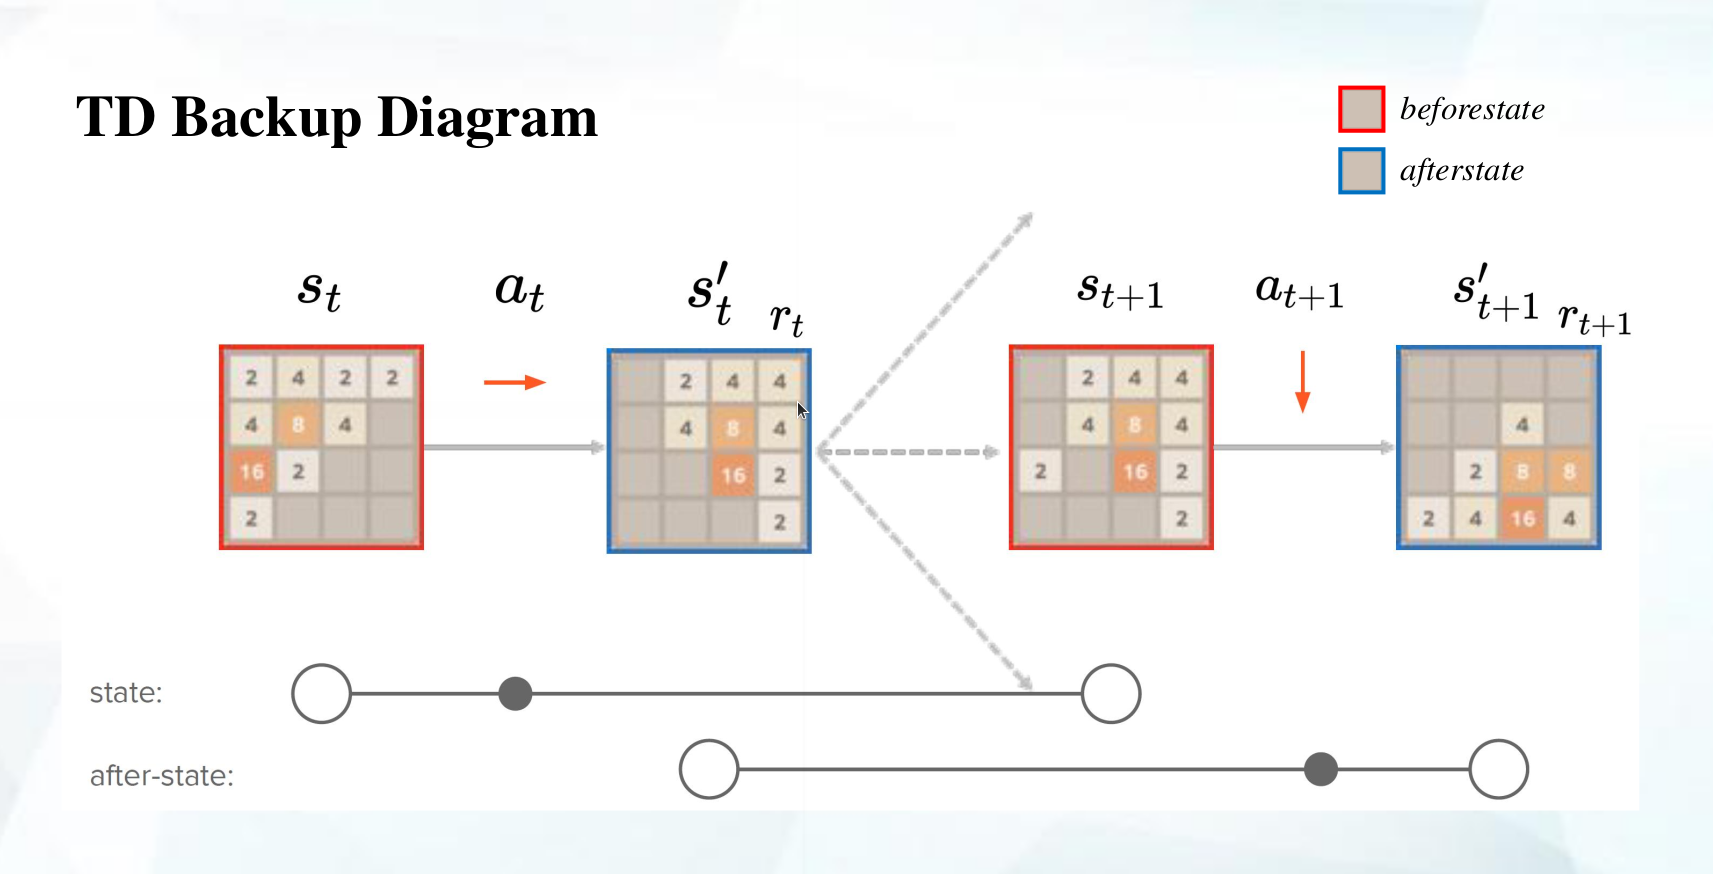 TD Backup Diagram
beforestate
afterstate
s_t a_t s'_t r_t s_{t+1} a_{t+1} s'_{t+1} r_{t+1}
2 4 2 2
4 8 4
16 2
2
2 4 4
4 8 4
16 2
2
2 4 4
4 8 4
2 16 2
2
4
2 8 8
2 4 16 4
state:
after-state: